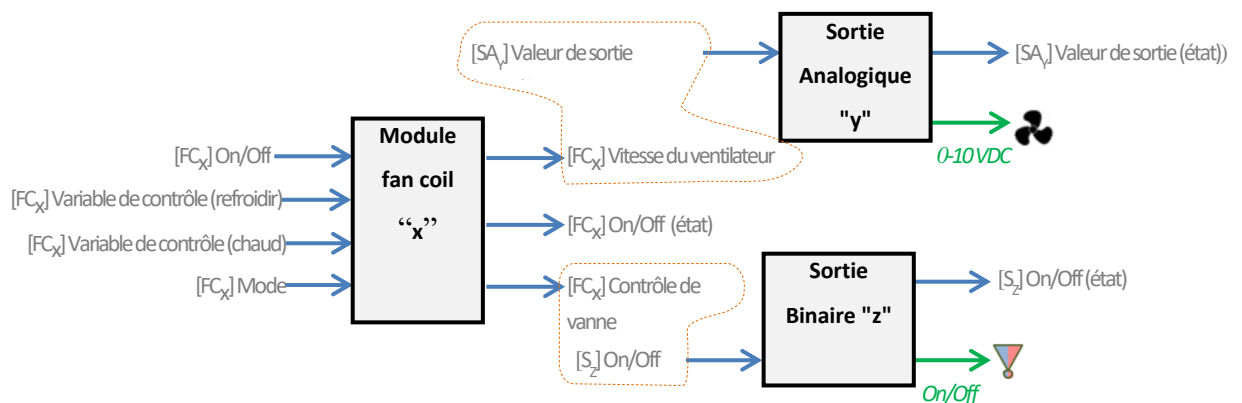 [FCX] On/Off
[FCX] Variable de contrôle (refroidir)
[FCX] Variable de contrôle (chaud)
[FCX] Mode
Module
fan coil
“x”
[SAY] Valeur de sortie
[FCX] Vitesse du ventilateur
[FCX] On/Off (état)
[FCX] Contrôle de
vanne
[SZ] On/Off
Sortie
Analogique
"y"
[SAY] Valeur de sortie (état))
0-10 VDC
Sortie
Binaire "z"
[SZ] On/Off (état)
On/Off